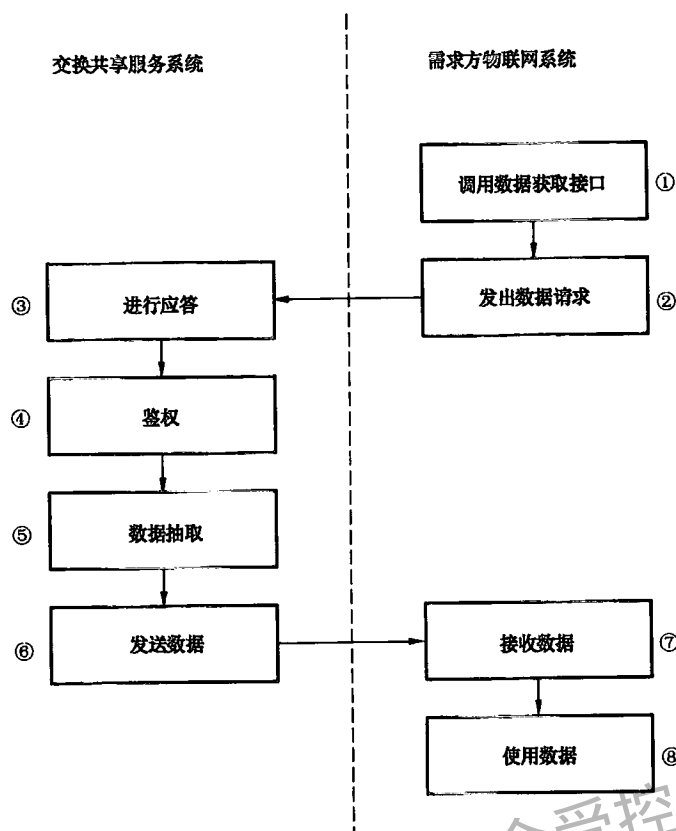 交换共享服务系统
需求方物联网系统
调用数据获取接口 ①
发出数据请求 ②
③ 进行应答
④ 鉴权
⑤ 数据抽取
⑥ 发送数据
接收数据 ⑦
使用数据 ⑧
受控